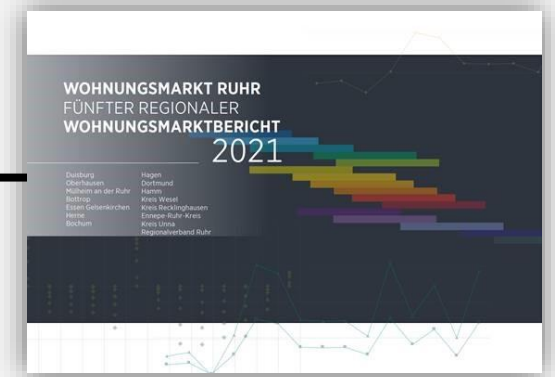 WOHNUNGSMARKT RUHR
FÜNFTER REGIONALER
WOHNUNGSMARKTBERICHT
2021
Duisburg
Oberhausen
Mülheim an der Ruhr
Bottrop
Essen Gelsenkirchen
Herne
Bochum
Hagen
Dortmund
Hamm
Kreis Wesel
Kreis Recklinghausen
Ennepe-Ruhr-Kreis
Kreis Unna
Regionalverband Ruhr